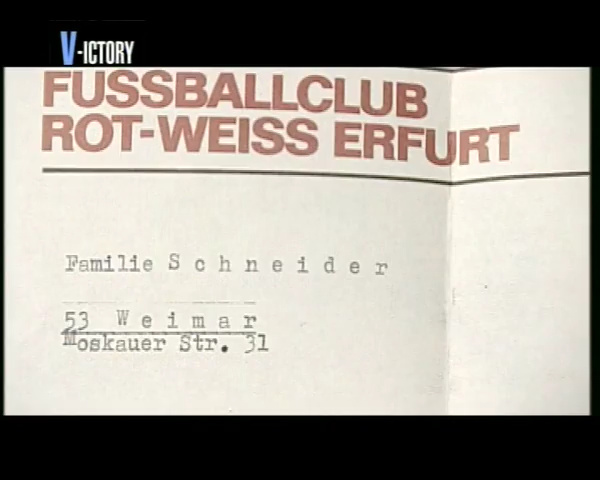 V-ICTORY
FUSSBALLCLUB
ROT-WEISS ERFURT
Familie Schneider
53 Weimar
Moskauer Str. 31